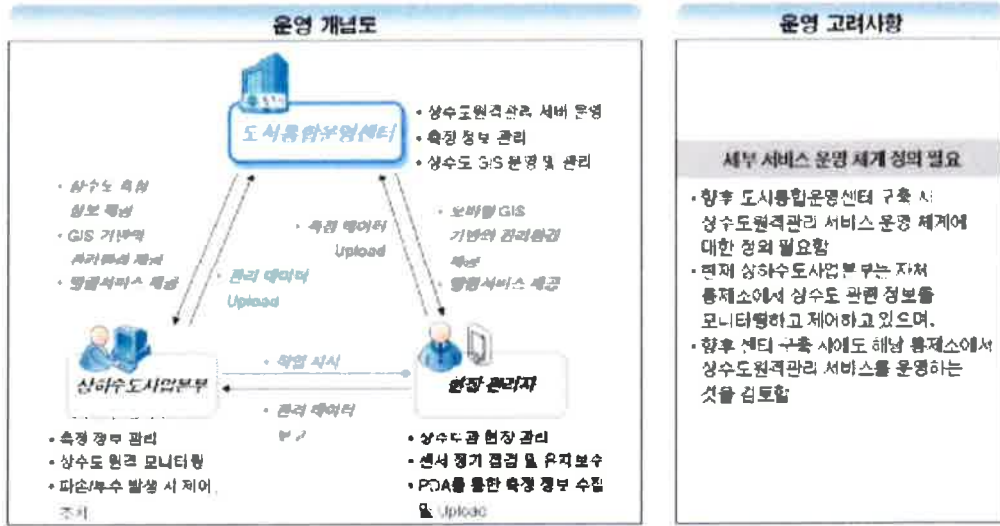 운영 개념도
운영 고려사항
도시통합운영센터
• 상수도원격관리 서버 운영
• 측정 정보 관리
• 상수도 GIS 운영 및 관리
• 상수도 측정
정보 제공
• GIS 기반의
관리환경 제공
• 연결서비스 제공
• 관리 데이터
Upload
• 측정 데이터
Upload
• 모바일 GIS
기반의 관리환경
제공
• 연결서비스 제공
상하수도사업본부
• 작업 지시
• 관리 데이터
현장 관리자
• 측정 정보 관리
• 상수도 원격 모니터링
• 파손/누수 발생 시 제어,
조치
• 상수도관 현장 관리
• 센서 정기 점검 및 유지보수
• PDA를 통한 측정 정보 수집
및 Upload
세부 서비스 운영 체계 정의 필요
• 향후 도시통합운영센터 구축 시
상수도원격관리 서비스 운영 체계에
대한 정의 필요함
• 현재 상하수도사업본부는 자체
통제소에서 상수도 관련 정보를
모니터링하고 제어하고 있으며,
• 향후 센터 구축 시에도 해당 통제소에서
상수도원격관리 서비스를 운영하는
것을 검토함